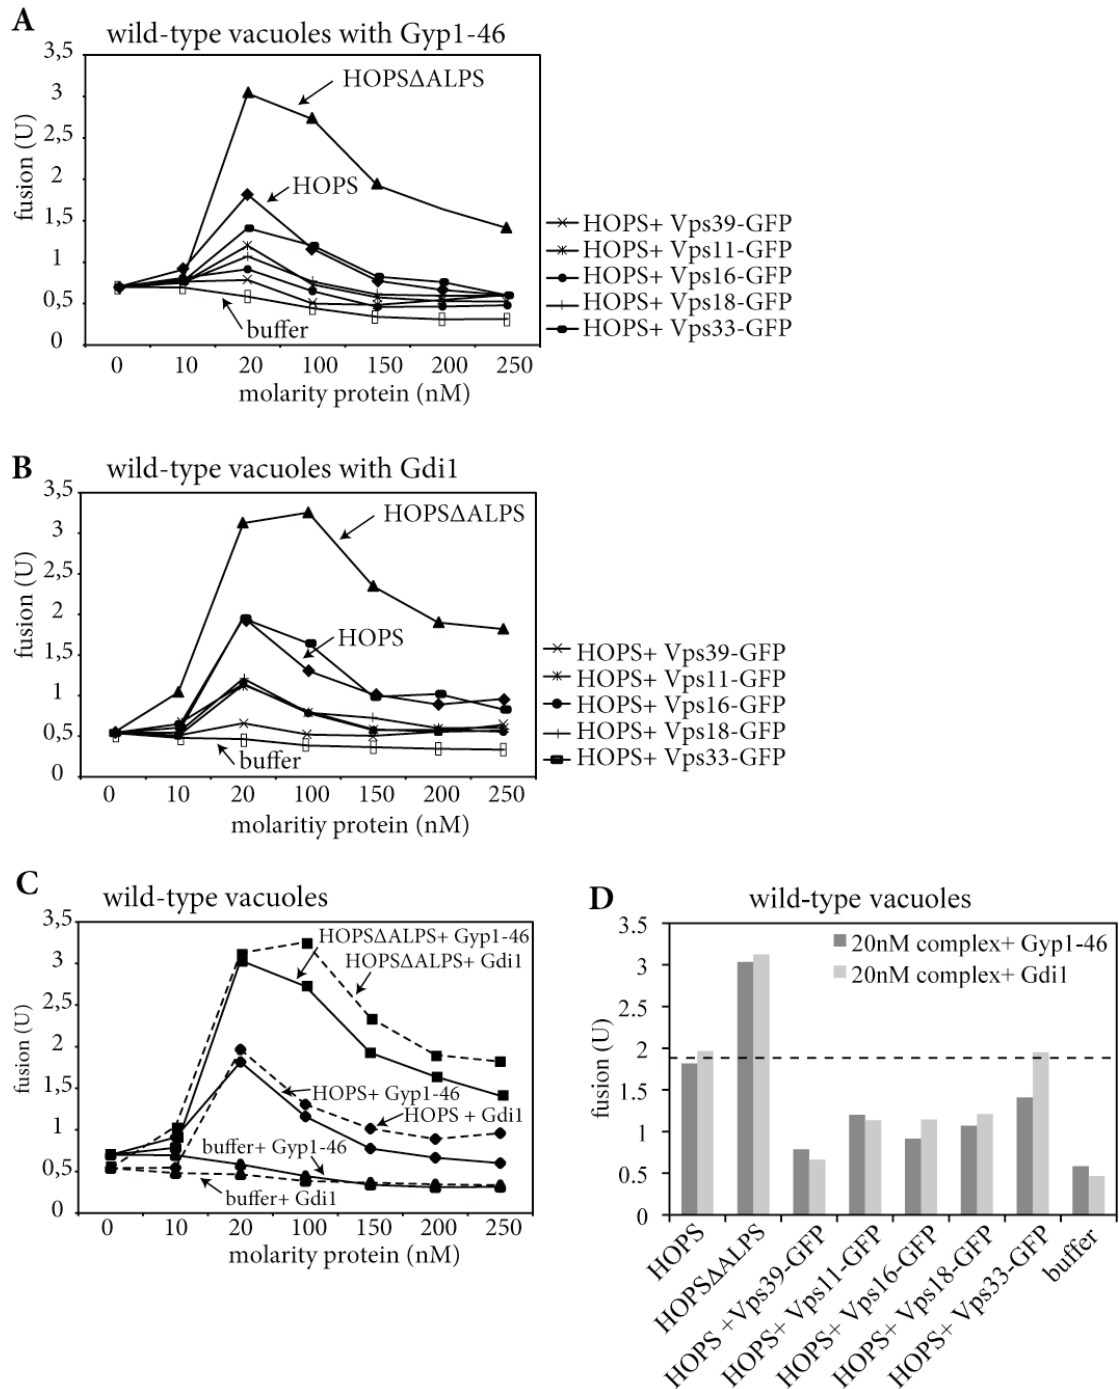 A
wild-type vacuoles with Gyp1-46
3,5
3
2,5
2
1,5
1
0,5
0
fusion (U)
HOPSΔALPS
HOPS
buffer
0 10 20 100 150 200 250
molarity protein (nM)
HOPS+ Vps39-GFP
HOPS+ Vps11-GFP
HOPS+ Vps16-GFP
HOPS+ Vps18-GFP
HOPS+ Vps33-GFP
B
wild-type vacuoles with Gdi1
3,5
3
2,5
2
1,5
1
0,5
0
fusion (U)
HOPSΔALPS
HOPS
buffer
0 10 20 100 150 200 250
molaritiy protein (nM)
HOPS+ Vps39-GFP
HOPS+ Vps11-GFP
HOPS+ Vps16-GFP
HOPS+ Vps18-GFP
HOPS+ Vps33-GFP
C
wild-type vacuoles
3,5
3
2,5
2
1,5
1
0,5
0
fusion (U)
HOPSΔALPS+ Gyp1-46
HOPSΔALPS+ Gdi1
HOPS+ Gyp1-46
HOPS + Gdi1
buffer+ Gyp1-46
buffer+ Gdi1
0 10 20 100 150 200 250
molarity protein (nM)
D
wild-type vacuoles
3.5
3
2,5
2
1.5
1
0.5
0
fusion (U)
20nM complex+ Gyp1-46
20nM complex+ Gdi1
HOPS
HOPSΔALPS
HOPS +Vps39-GFP
HOPS+ Vps11-GFP
HOPS+ Vps16-GFP
HOPS+ Vps18-GFP
HOPS+ Vps33-GFP
buffer